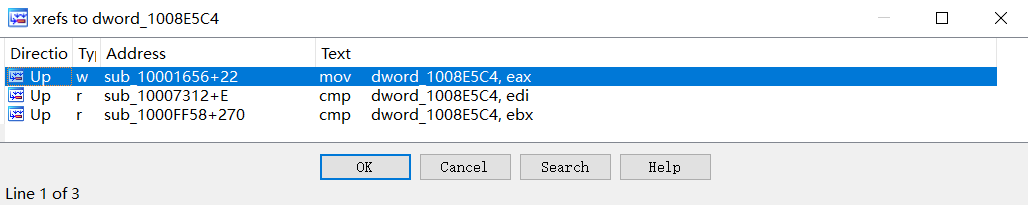 xrefs to dword_1008E5C4
Directio Ty Address Text
Up w sub_10001656+22 mov dword_1008E5C4, eax
Up r sub_10007312+E cmp dword_1008E5C4, edi
Up r sub_1000FF58+270 cmp dword_1008E5C4, ebx
OK Cancel Search Help
Line 1 of 3